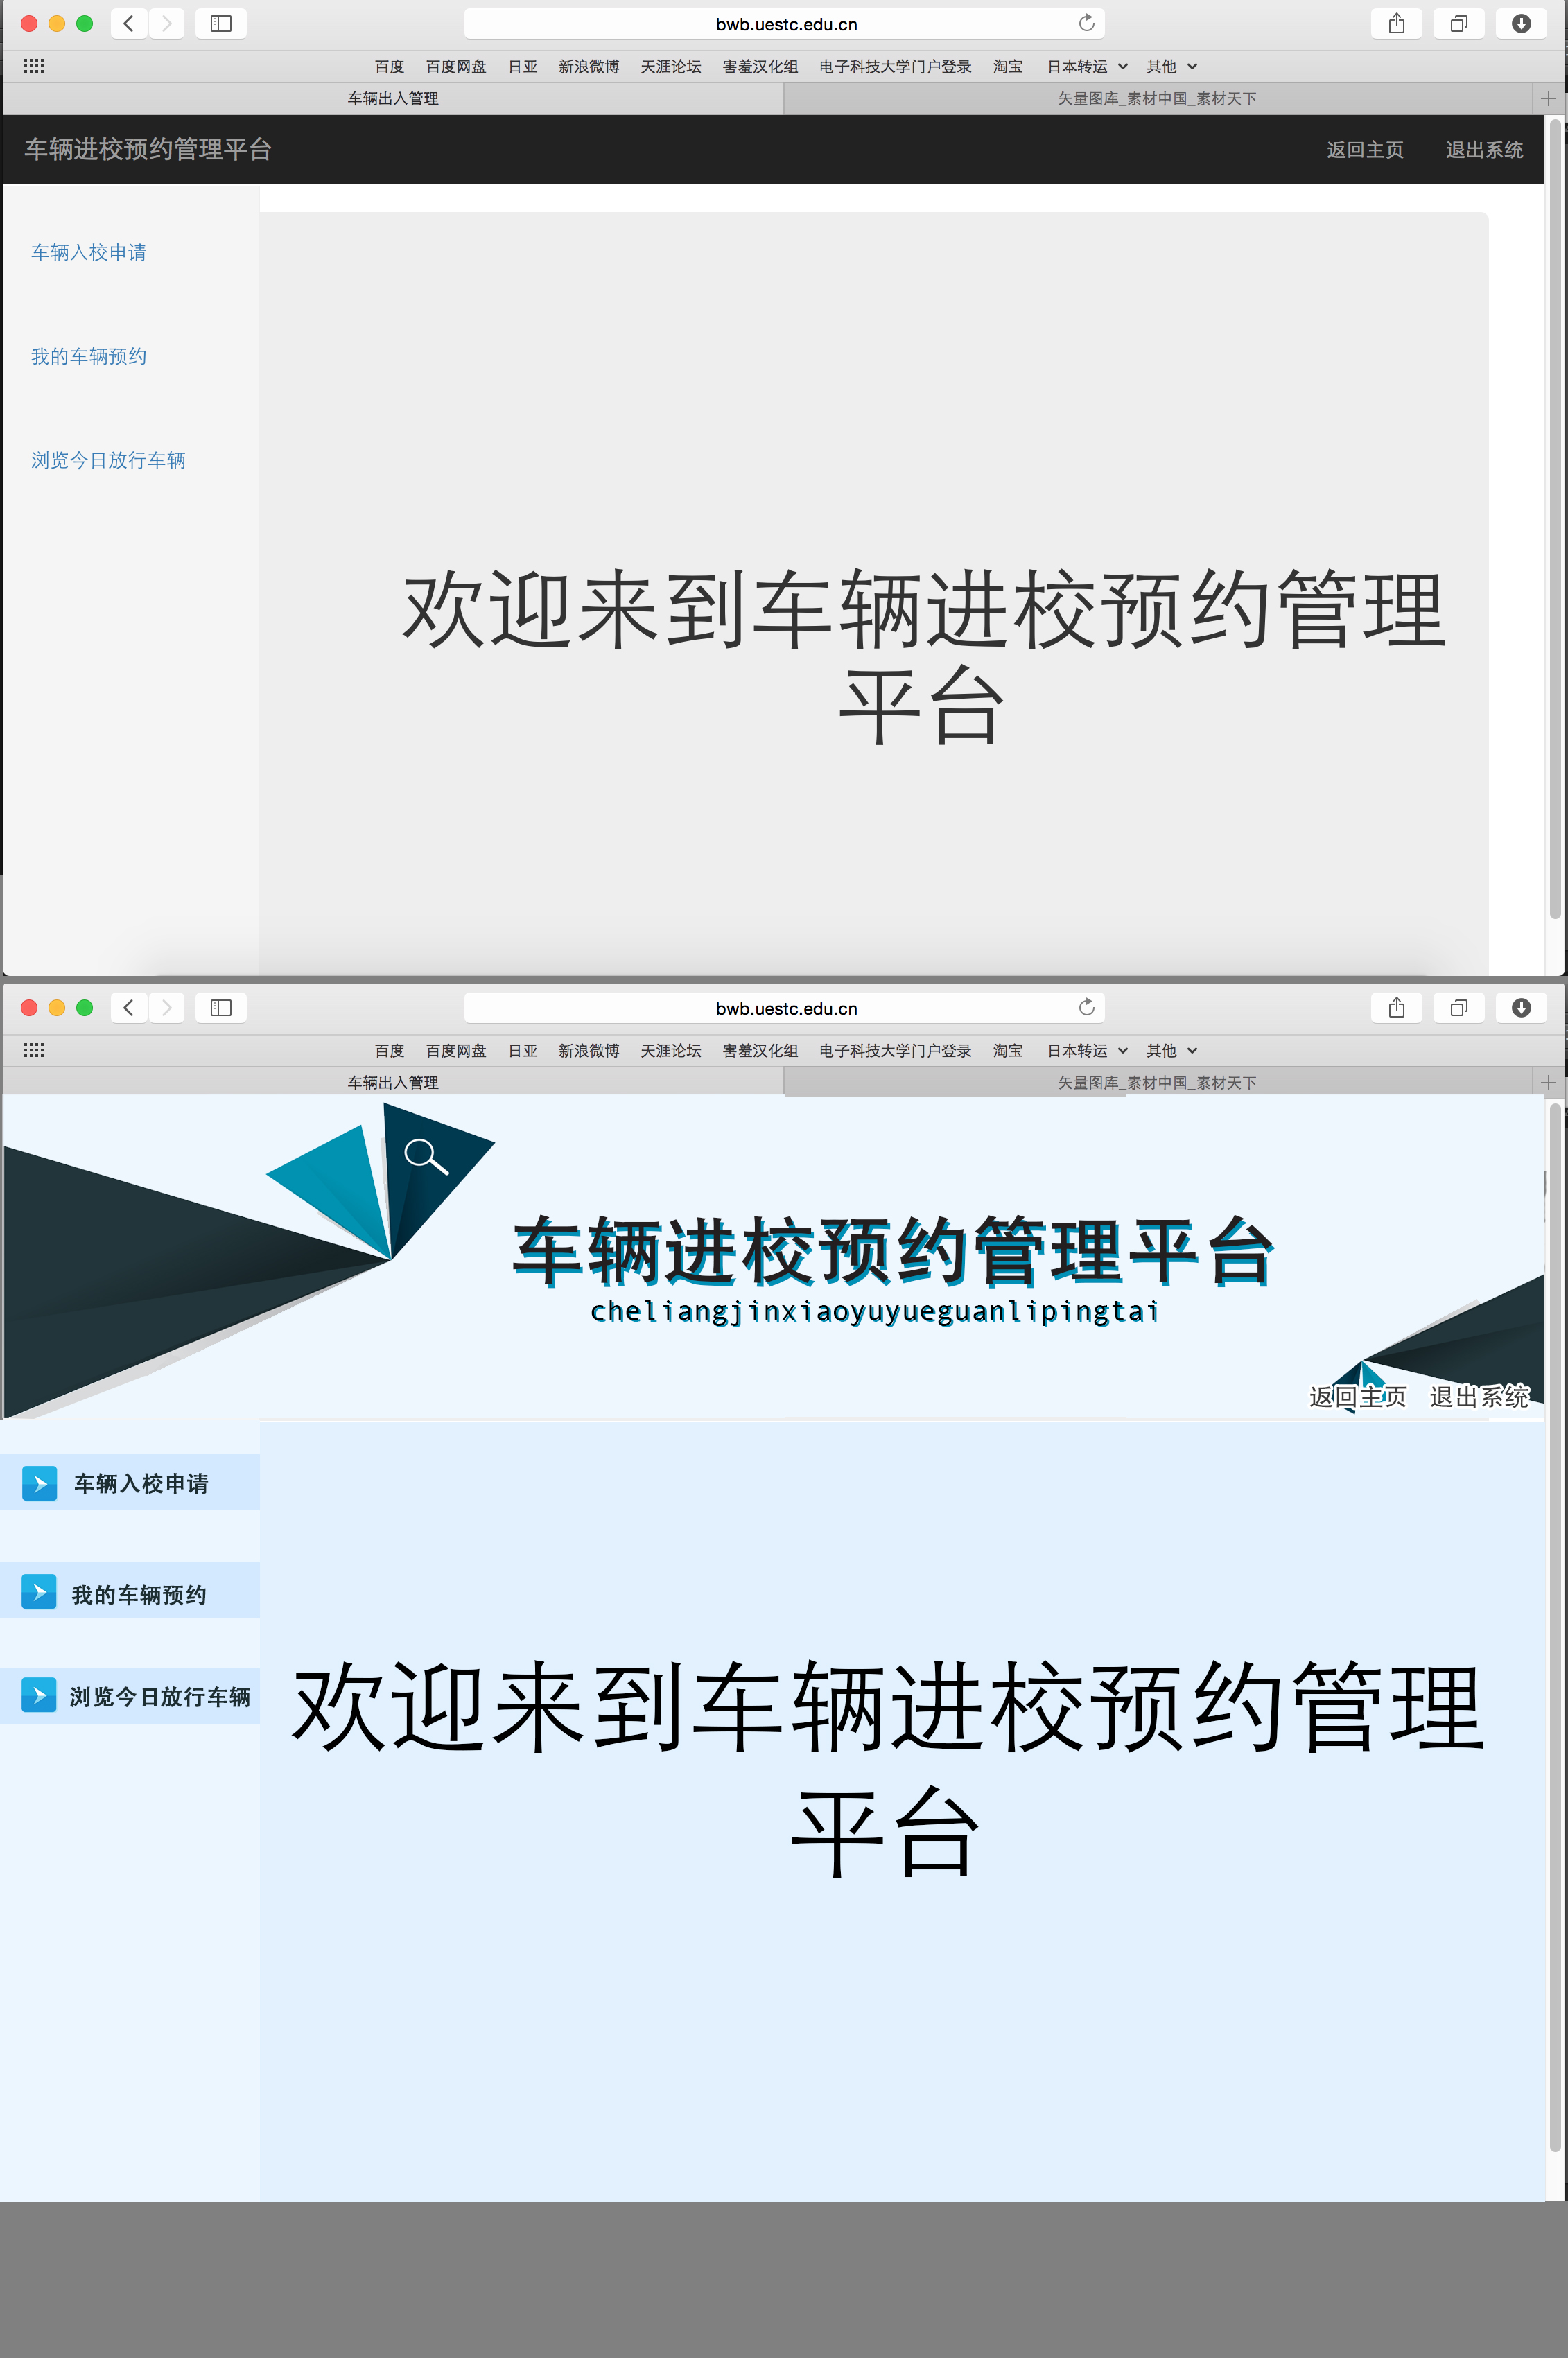 bwb.uestc.edu.cn
百度 百度网盘 日亚 新浪微博 天涯论坛 害羞汉化组 电子科技大学门户登录 淘宝 日本转运 其他
车辆出入管理 矢量图库_素材中国_素材天下
车辆进校预约管理平台 返回主页 退出系统
车辆入校申请
我的车辆预约
浏览今日放行车辆
欢迎来到车辆进校预约管理
平台
bwb.uestc.edu.cn
百度 百度网盘 日亚 新浪微博 天涯论坛 害羞汉化组 电子科技大学门户登录 淘宝 日本转运 其他
车辆出入管理 矢量图库_素材中国_素材天下
车辆进校预约管理平台
cheliangjinxiaoyuyueguanlipingtai
返回主页 退出系统
车辆入校申请
我的车辆预约
浏览今日放行车辆
欢迎来到车辆进校预约管理
平台